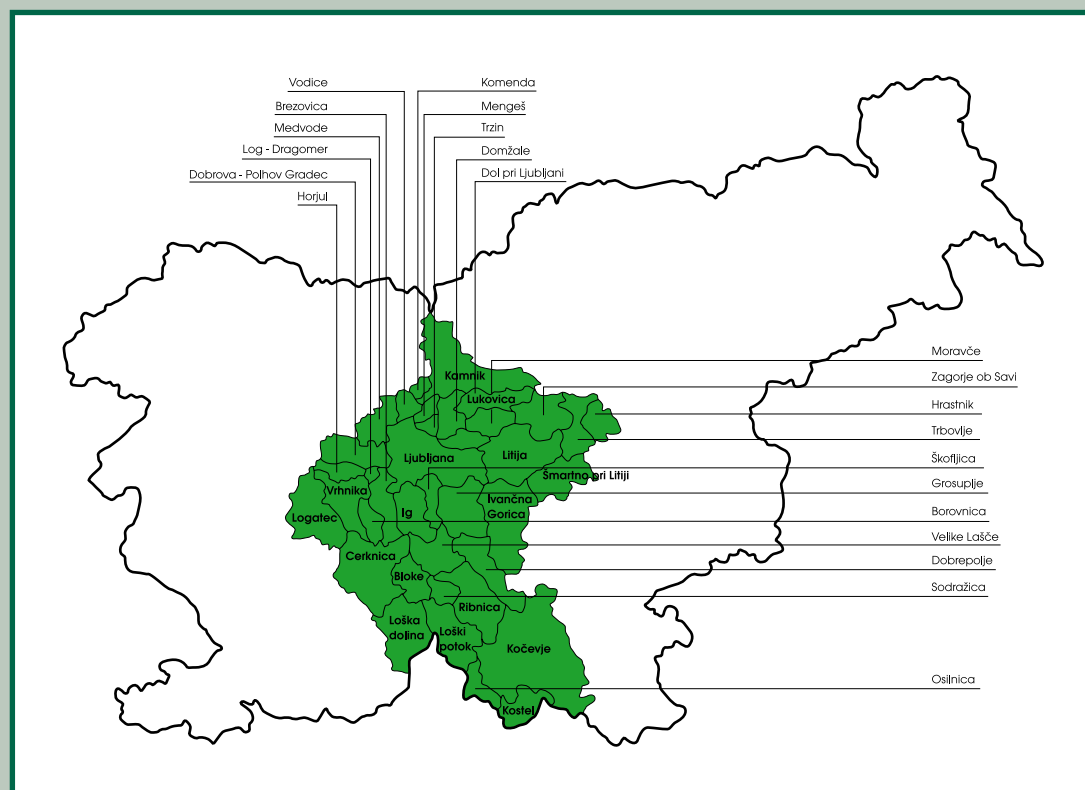 Vodice
Brezovica
Medvode
Log - Dragomer
Dobrova - Polhov Gradec
Horjul
Komenda
Mengeš
Trzin
Domžale
Dol pri Ljubljani
Moravče
Zagorje ob Savi
Hrastnik
Trbovlje
Škofljica
Grosuplje
Borovnica
Velike Lašče
Dobrepolje
Sodražica
Osilnica
Kamnik
Lukovica
Ljubljana
Litija
Šmartno pri Litiji
Vrhnika
Ivančna
Gorica
Logatec
Ig
Cerknica
Bloke
Ribnica
Loška
dolina
Loški
potok
Kočevje
Kostel